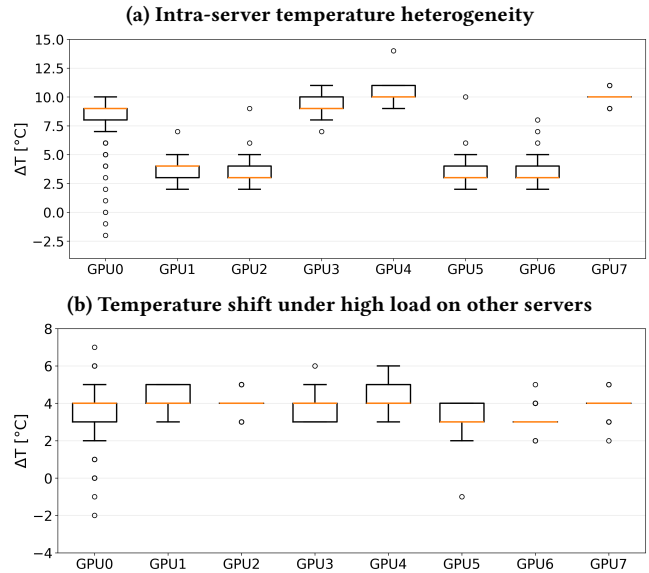 (a) Intra-server temperature heterogeneity
15.0
12.5
10.0
7.5
5.0
2.5
0.0
−2.5
ΔT [°C]
GPU0 GPU1 GPU2 GPU3 GPU4 GPU5 GPU6 GPU7
(b) Temperature shift under high load on other servers
8
6
4
2
0
−2
−4
ΔT [°C]
GPU0 GPU1 GPU2 GPU3 GPU4 GPU5 GPU6 GPU7